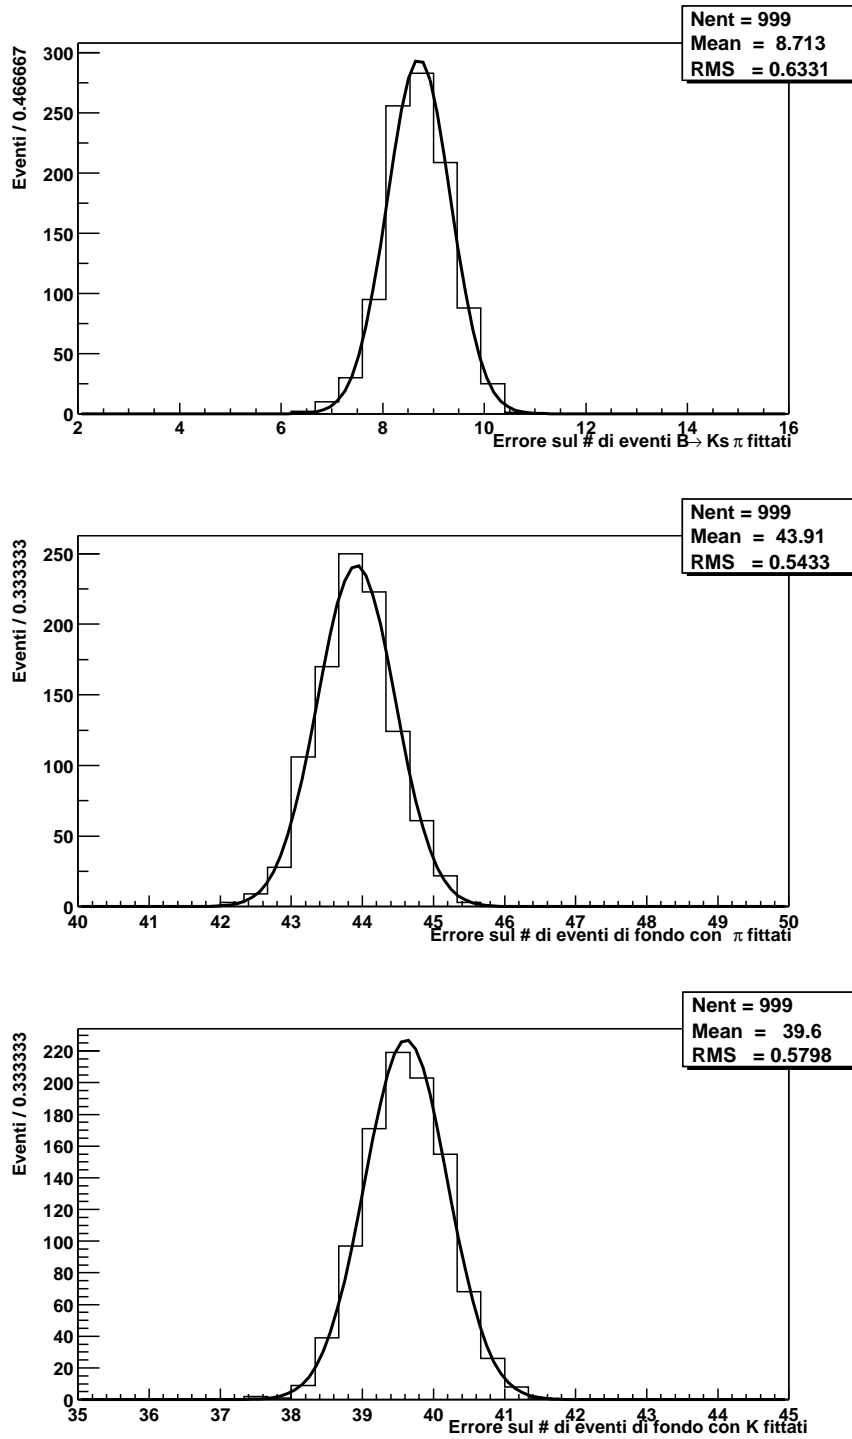 Nent = 999
Mean = 8.713
RMS = 0.6331
Eventi / 0.466667
300
250
200
150
100
50
0
2 4 6 8 10 12 14 16
Errore sul # di eventi B→ Ks π fittati
Nent = 999
Mean = 43.91
RMS = 0.5433
Eventi / 0.333333
250
200
150
100
50
0
40 41 42 43 44 45 46 47 48 49 50
Errore sul # di eventi di fondo con π fittati
Nent = 999
Mean = 39.6
RMS = 0.5798
Eventi / 0.333333
220
200
180
160
140
120
100
80
60
40
20
0
35 36 37 38 39 40 41 42 43 44 45
Errore sul # di eventi di fondo con K fittati